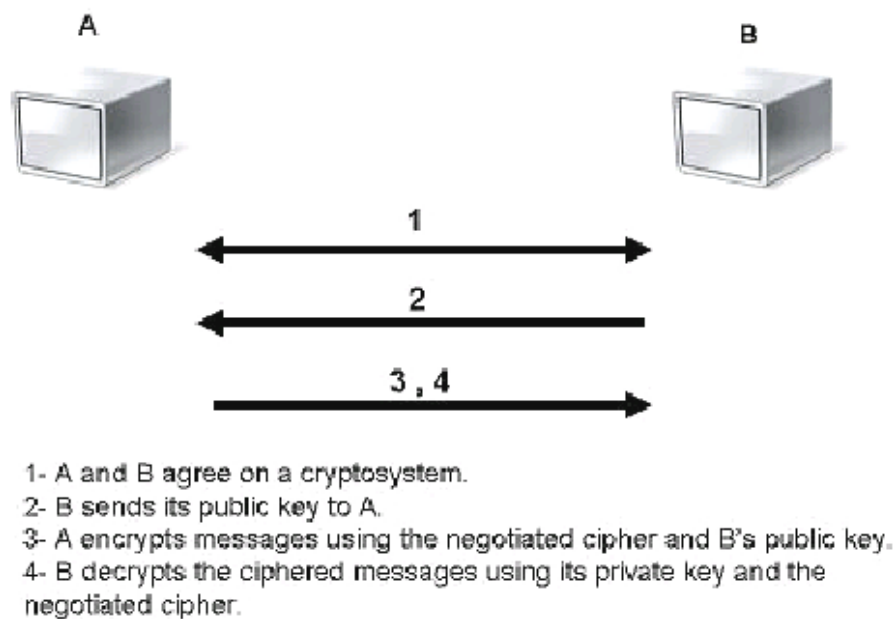 A
B
1
2
3 , 4
1- A and B agree on a cryptosystem.
2- B sends its public key to A.
3- A encrypts messages using the negotiated cipher and B's public key.
4- B decrypts the ciphered messages using its private key and the
negotiated cipher.